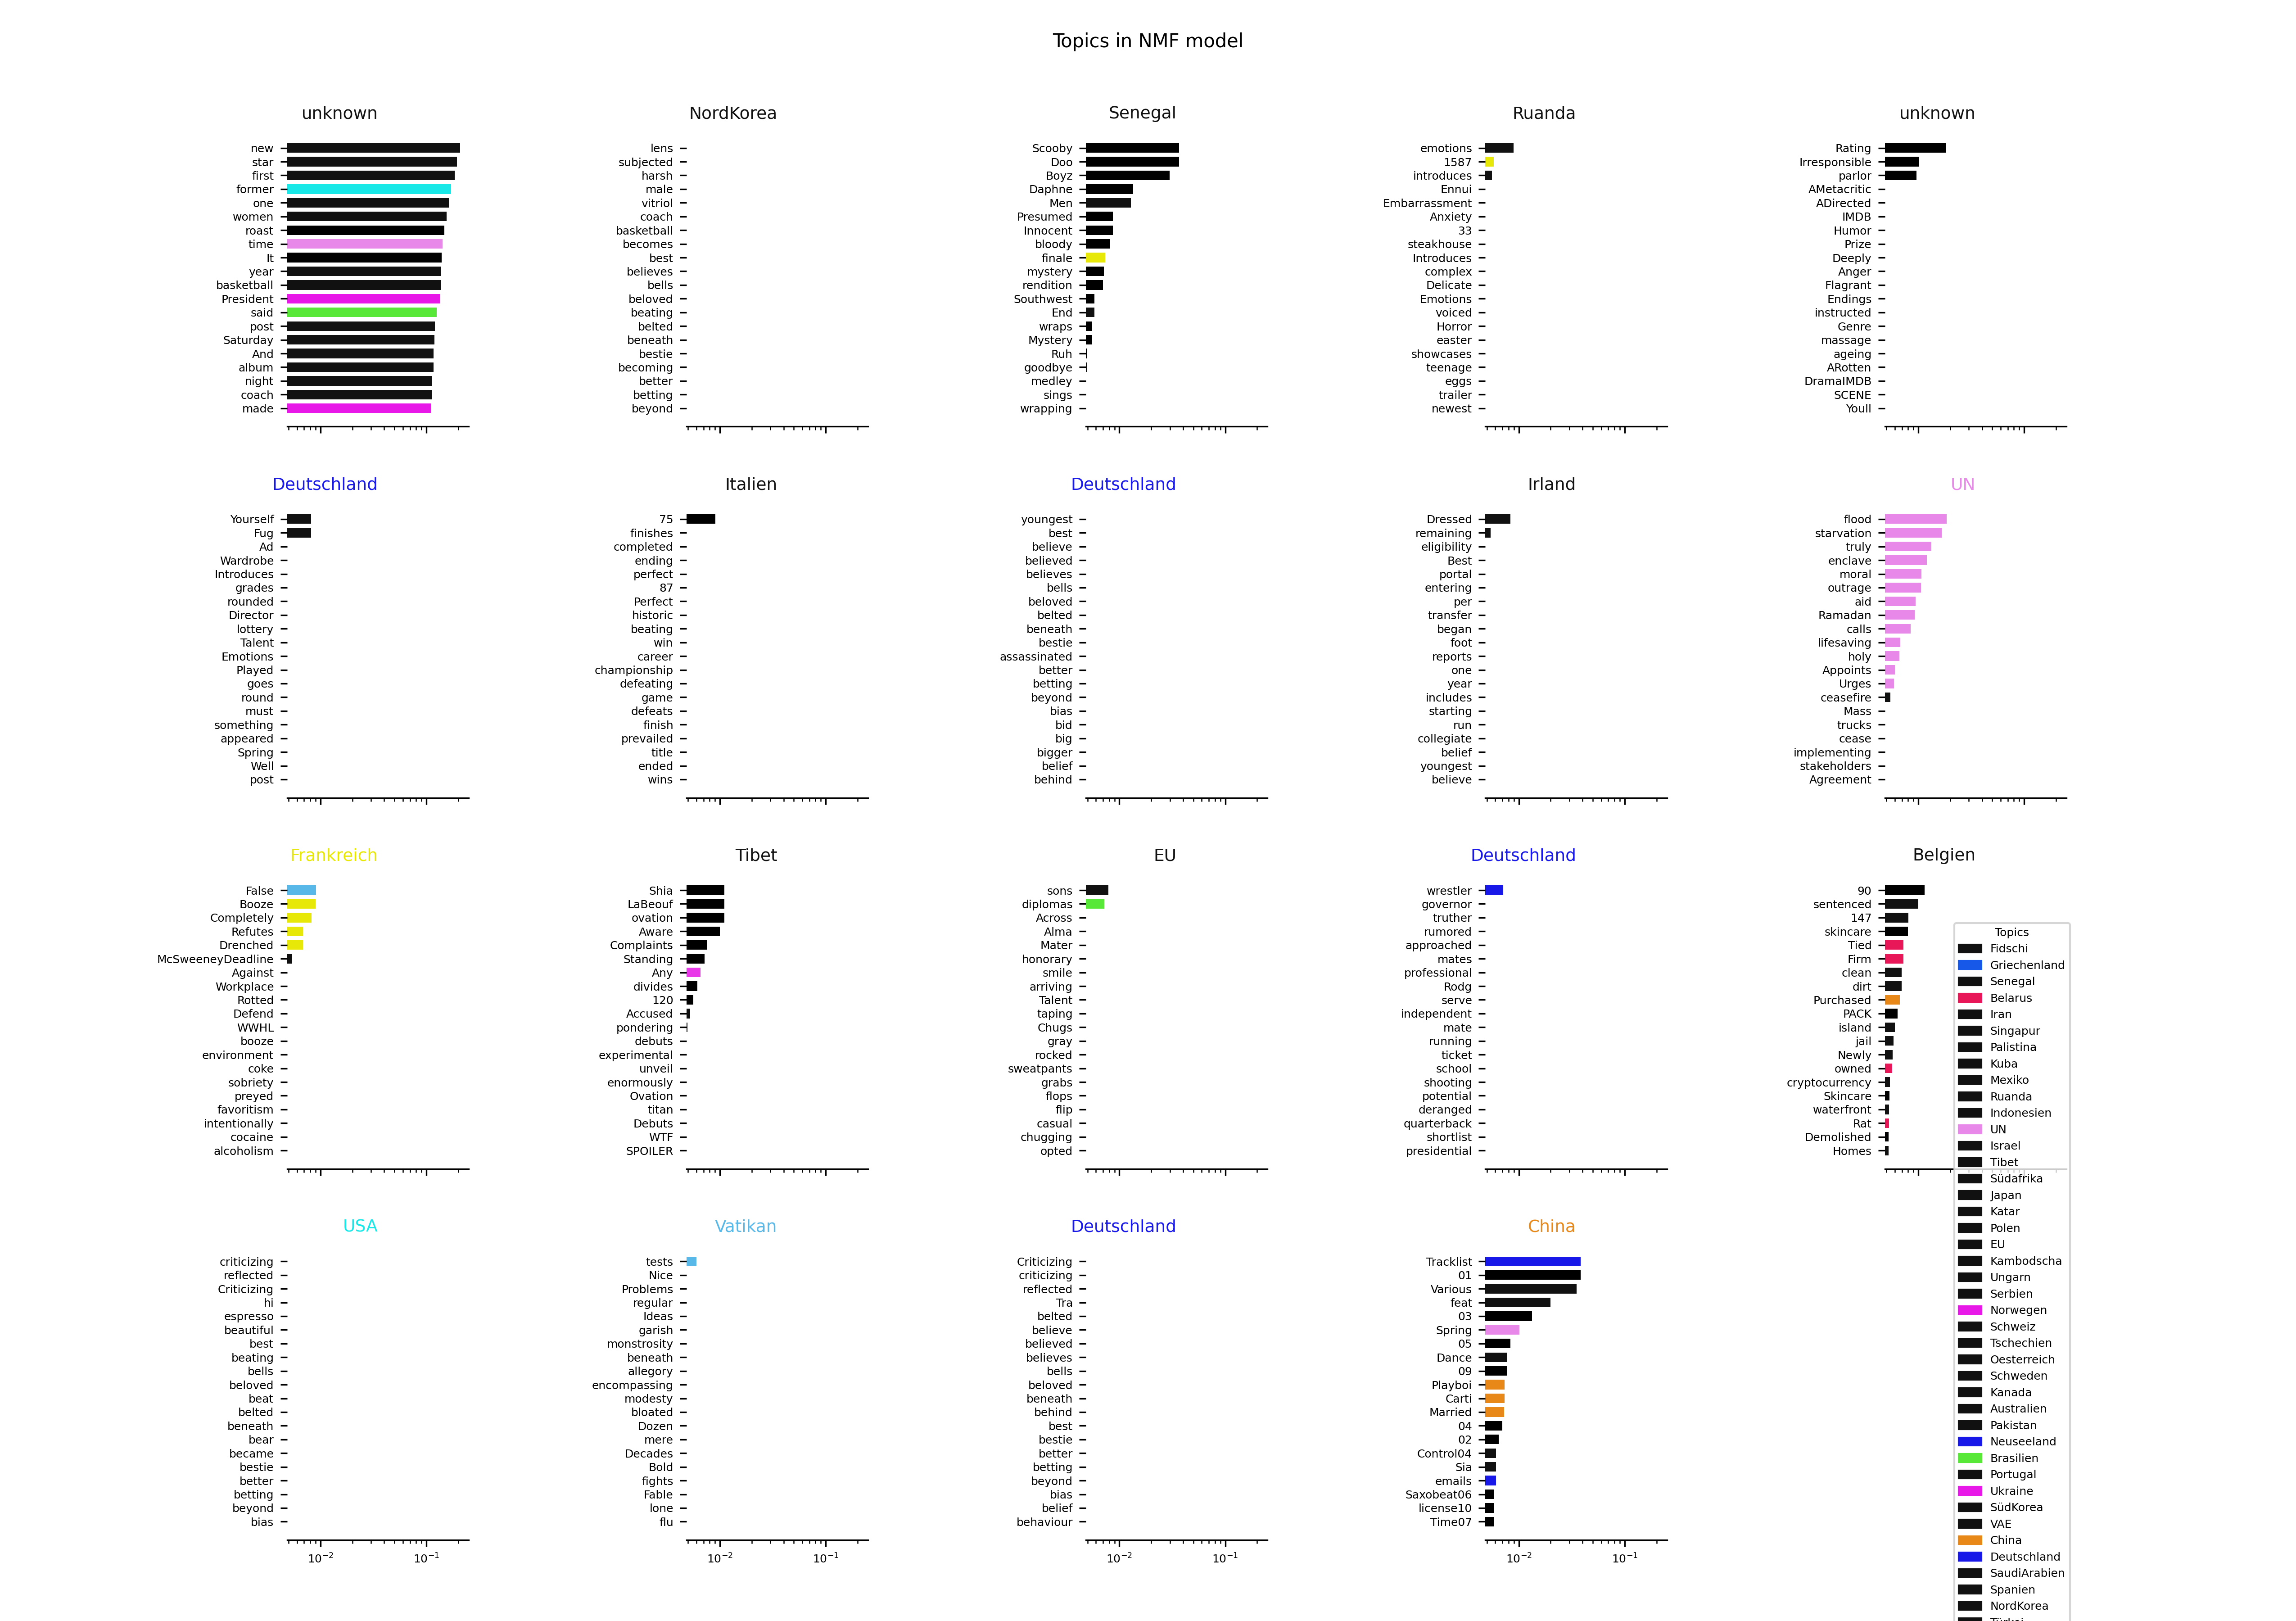 Topics in NMF model
unknown
new
star
first
former
one
women
roast
time
It
year
basketball
President
said
post
Saturday
And
album
night
coach
made
NordKorea
lens
subjected
harsh
male
vitriol
coach
basketball
becomes
best
believes
bells
beloved
beating
belted
beneath
bestie
becoming
better
betting
beyond
Senegal
Scooby
Doo
Boyz
Daphne
Men
Presumed
Innocent
bloody
finale
mystery
rendition
Southwest
End
wraps
Mystery
Ruh
goodbye
medley
sings
wrapping
Ruanda
emotions
1587
introduces
Ennui
Embarrassment
Anxiety
33
steakhouse
Introduces
complex
Delicate
Emotions
voiced
Horror
easter
showcases
teenage
eggs
trailer
newest
unknown
Rating
Irresponsible
parlor
AMetacritic
ADirected
IMDB
Humor
Prize
Deeply
Anger
Flagrant
Endings
instructed
Genre
massage
ageing
ARotten
DramaIMDB
SCENE
Youll
Deutschland
Yourself
Fug
Ad
Wardrobe
Introduces
grades
rounded
Director
lottery
Talent
Emotions
Played
goes
round
must
something
appeared
Spring
Well
post
Italien
75
finishes
completed
ending
perfect
87
Perfect
historic
beating
win
career
championship
defeating
game
defeats
finish
prevailed
title
ended
wins
Deutschland
youngest
best
believe
believed
believes
bells
beloved
belted
beneath
bestie
assassinated
better
betting
beyond
bias
bid
big
bigger
belief
behind
Irland
Dressed
remaining
eligibility
Best
portal
entering
per
transfer
began
foot
reports
one
year
includes
starting
run
collegiate
belief
youngest
believe
UN
flood
starvation
truly
enclave
moral
outrage
aid
Ramadan
calls
lifesaving
holy
Appoints
Urges
ceasefire
Mass
trucks
cease
implementing
stakeholders
Agreement
Frankreich
False
Booze
Completely
Refutes
Drenched
McSweeneyDeadline
Against
Workplace
Rotted
Defend
WWHL
booze
environment
coke
sobriety
preyed
favoritism
intentionally
cocaine
alcoholism
Tibet
Shia
LaBeouf
ovation
Aware
Complaints
Standing
Any
divides
120
Accused
pondering
debuts
experimental
unveil
enormously
Ovation
titan
Debuts
WTF
SPOILER
EU
sons
diplomas
Across
Alma
Mater
honorary
smile
arriving
Talent
taping
Chugs
gray
rocked
sweatpants
grabs
flops
flip
casual
chugging
opted
Deutschland
wrestler
governor
truther
rumored
approached
mates
professional
Rodg
serve
independent
mate
running
ticket
school
shooting
potential
deranged
quarterback
shortlist
presidential
Belgien
90
sentenced
147
skincare
Tied
Firm
clean
dirt
Purchased
PACK
island
jail
Newly
owned
cryptocurrency
Skincare
waterfront
Rat
Demolished
Homes
USA
criticizing
reflected
Criticizing
hi
espresso
beautiful
best
beating
bells
beloved
beat
belted
beneath
bear
became
bestie
better
betting
beyond
bias
10⁻² 10⁻¹
Vatikan
tests
Nice
Problems
regular
Ideas
garish
monstrosity
beneath
allegory
encompassing
modesty
bloated
Dozen
mere
Decades
Bold
fights
Fable
lone
flu
10⁻² 10⁻¹
Deutschland
Criticizing
criticizing
reflected
Tra
belted
believe
believed
believes
bells
beloved
beneath
behind
best
bestie
better
betting
beyond
bias
belief
behaviour
10⁻² 10⁻¹
China
Tracklist
01
Various
feat
03
Spring
05
Dance
09
Playboi
Carti
Married
04
02
Control04
Sia
emails
Saxobeat06
license10
Time07
10⁻² 10⁻¹
Topics
Fidschi
Griechenland
Senegal
Belarus
Iran
Singapur
Palistina
Kuba
Mexiko
Ruanda
Indonesien
UN
Israel
Tibet
Südafrika
Japan
Katar
Polen
EU
Kambodscha
Ungarn
Serbien
Norwegen
Schweiz
Tschechien
Oesterreich
Schweden
Kanada
Australien
Pakistan
Neuseeland
Brasilien
Portugal
Ukraine
SüdKorea
VAE
China
Deutschland
SaudiArabien
Spanien
NordKorea